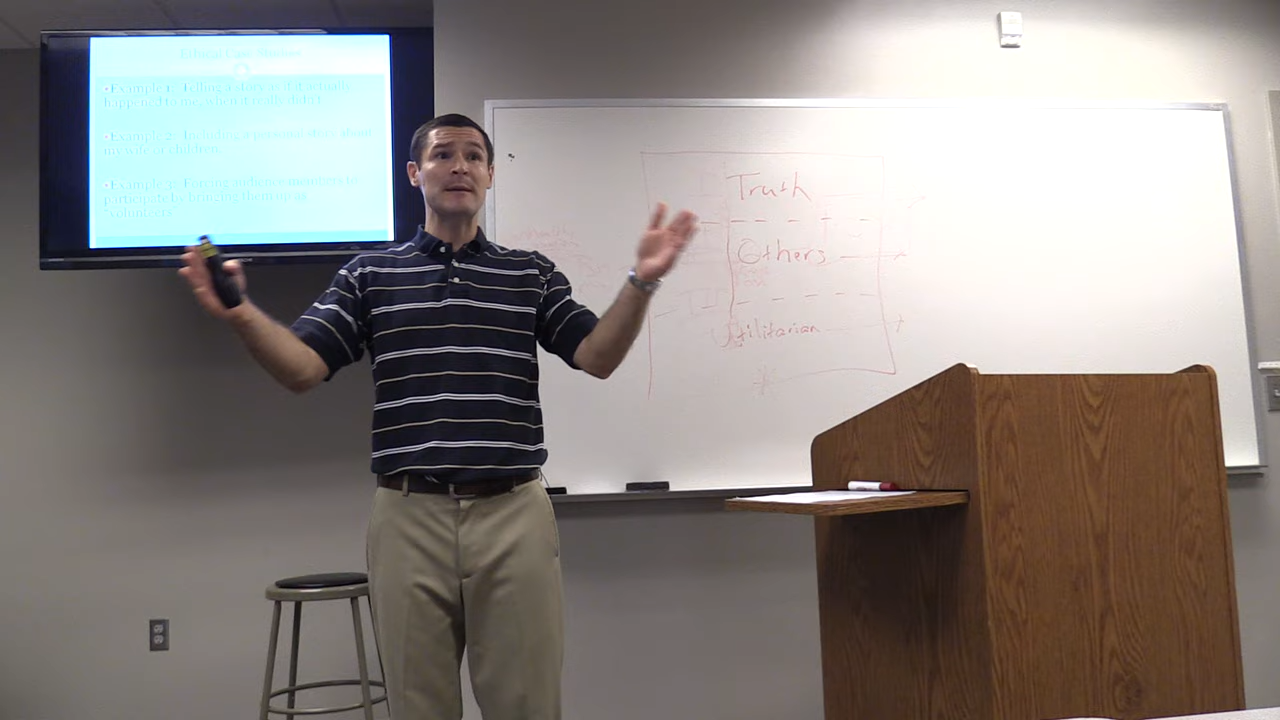 Ethical Case Studies
•Example 1: Telling a story as if it actually
happened to me, when it really didn't.
•Example 2: Including a personal story about
my wife or children.
•Example 3: Forcing audience members to
participate by bringing them up as
"volunteers"
Truth
Others
Utilitarian